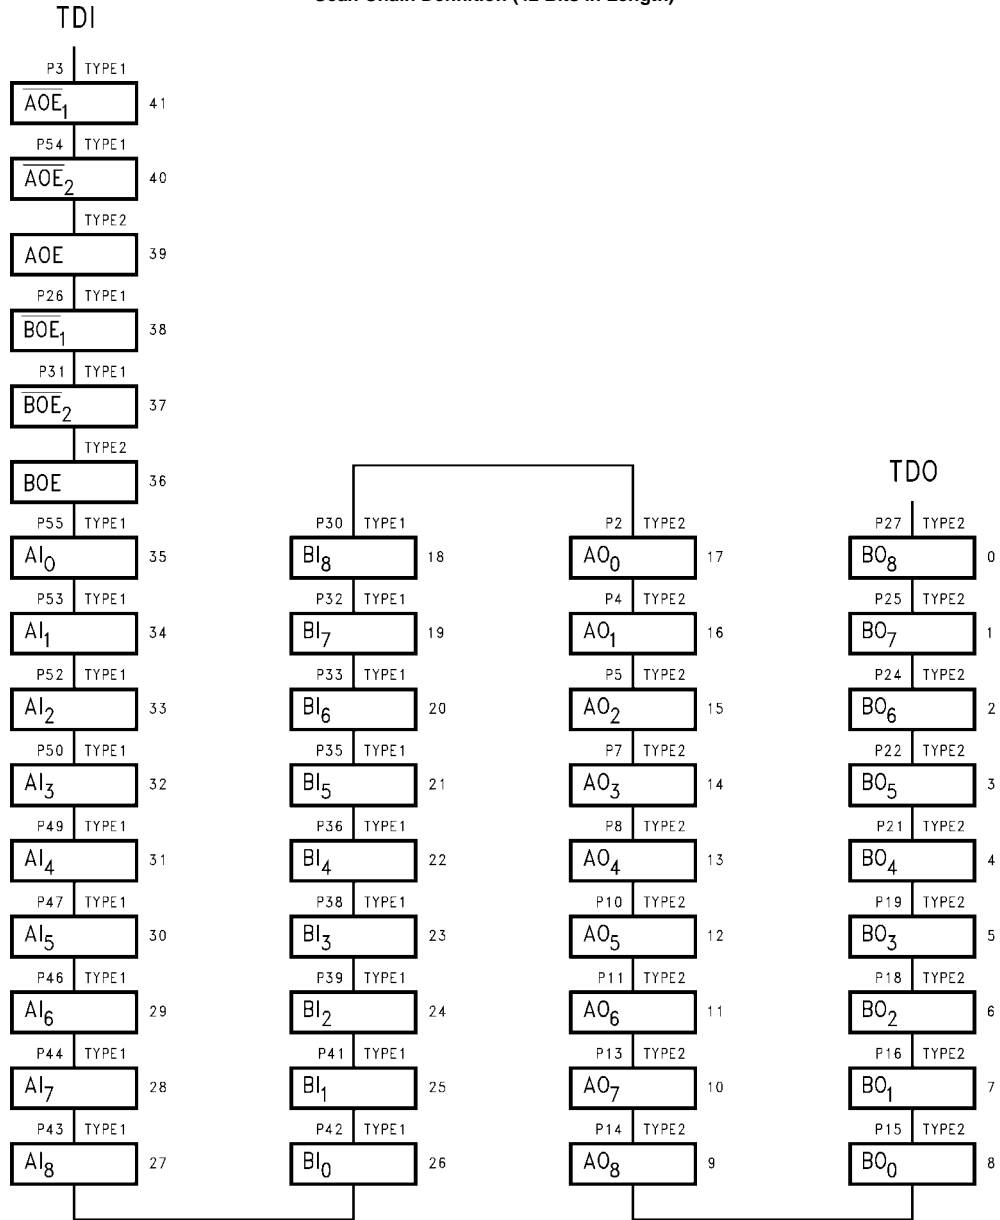 Scan Chain Definition (42 Bits in Length)
TDI
P3 TYPE1
AOE1 41
P54 TYPE1
AOE2 40
TYPE2
AOE 39
P26 TYPE1
BOE1 38
P31 TYPE1
BOE2 37
TYPE2
BOE 36
P55 TYPE1
AI0 35
P53 TYPE1
AI1 34
P52 TYPE1
AI2 33
P50 TYPE1
AI3 32
P49 TYPE1
AI4 31
P47 TYPE1
AI5 30
P46 TYPE1
AI6 29
P44 TYPE1
AI7 28
P43 TYPE1
AI8 27
P30 TYPE1
BI8 18
P32 TYPE1
BI7 19
P33 TYPE1
BI6 20
P35 TYPE1
BI5 21
P36 TYPE1
BI4 22
P38 TYPE1
BI3 23
P39 TYPE1
BI2 24
P41 TYPE1
BI1 25
P42 TYPE1
BI0 26
P2 TYPE2
AO0 17
P4 TYPE2
AO1 16
P5 TYPE2
AO2 15
P7 TYPE2
AO3 14
P8 TYPE2
AO4 13
P10 TYPE2
AO5 12
P11 TYPE2
AO6 11
P13 TYPE2
AO7 10
P14 TYPE2
AO8 9
TDO
P27 TYPE2
BO8 0
P25 TYPE2
BO7 1
P24 TYPE2
BO6 2
P22 TYPE2
BO5 3
P21 TYPE2
BO4 4
P19 TYPE2
BO3 5
P18 TYPE2
BO2 6
P16 TYPE2
BO1 7
P15 TYPE2
BO0 8